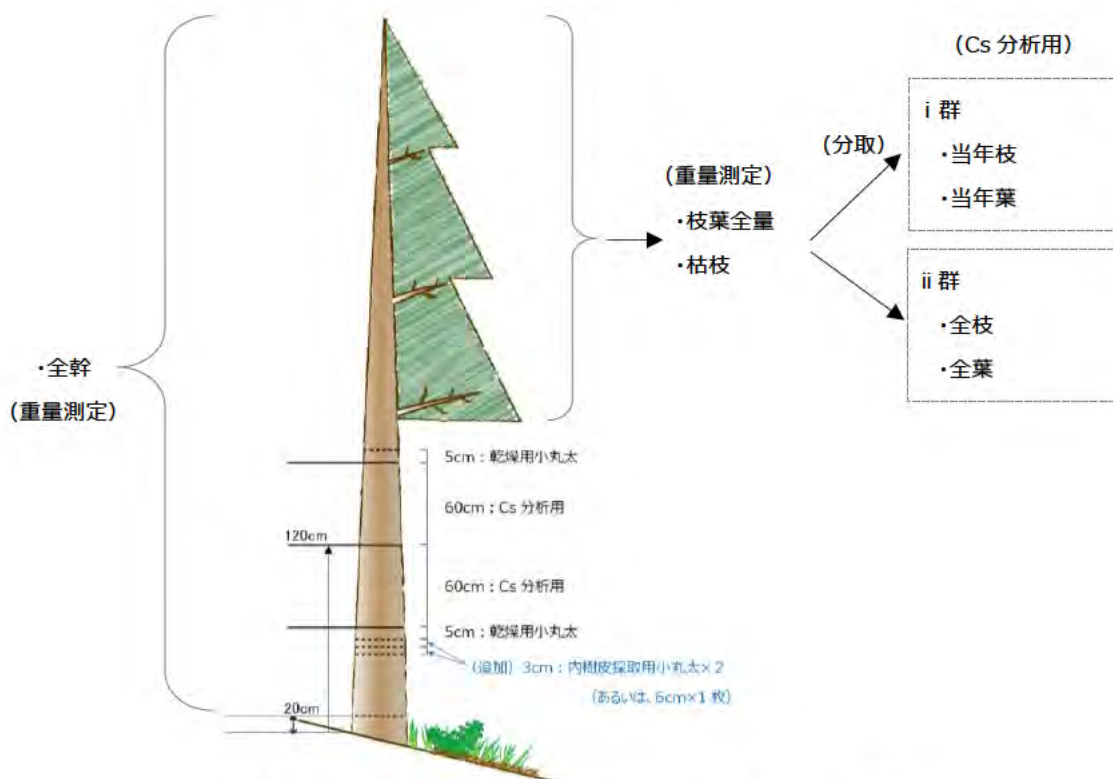 (Cs 分析用)
i 群
・当年枝
・当年葉
(分取)
(重量測定)
・枝葉全量
・枯枝
ii 群
・全枝
・全葉
・全幹
(重量測定)
5cm:乾燥用小丸太
60cm;Cs 分析用
120cm
60cm;Cs 分析用
5cm:乾燥用小丸太
(追加) 3cm:内樹皮採取用小丸太×2
(あるいは、6cm×1 枚)
20cm